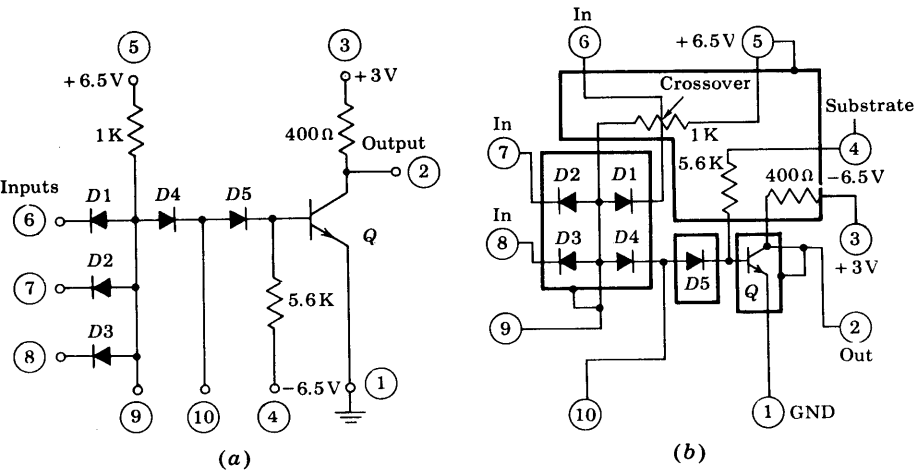 5
+6.5V
1K
Inputs
6
D1
D4
D5
7
D2
8
D3
9
10
4
-6.5V
5.6K
3
+3V
400Ω
Output
2
Q
1
(a)
In
6
+6.5V
5
Crossover
1K
Substrate
4
5.6K
400Ω
-6.5V
In
7
D2
D1
In
8
D3
D4
D5
Q
3
+3V
9
2
Out
10
1
GND
(b)